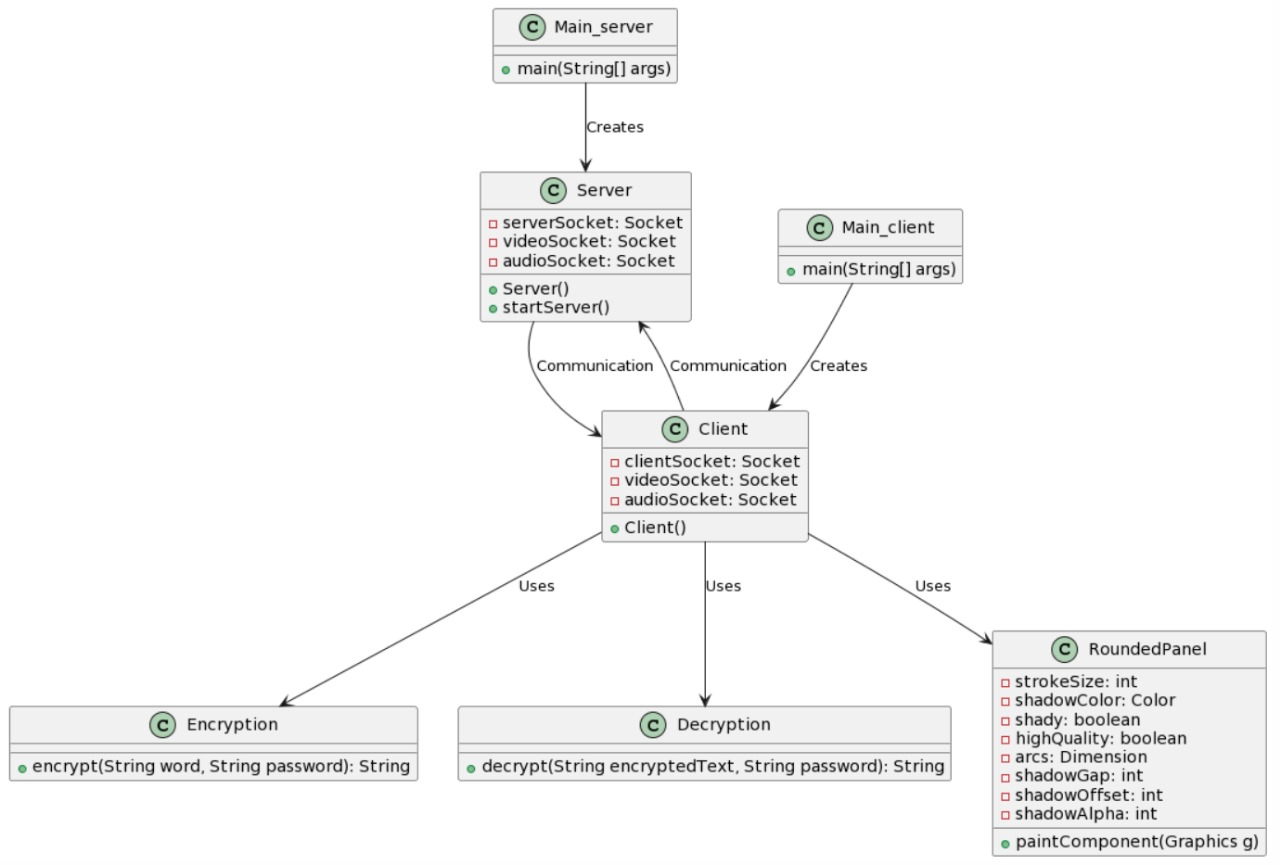 C Main_server
main(String[] args)
Creates
C Server
serverSocket: Socket
videoSocket: Socket
audioSocket: Socket
Server()
startServer()
C Main_client
main(String[] args)
Communication
Communication
Creates
C Client
clientSocket: Socket
videoSocket: Socket
audioSocket: Socket
Client()
Uses
Uses
Uses
C Encryption
encrypt(String word, String password): String
C Decryption
decrypt(String encryptedText, String password): String
C RoundedPanel
strokeSize: int
shadowColor: Color
shady: boolean
highQuality: boolean
arcs: Dimension
shadowGap: int
shadowOffset: int
shadowAlpha: int
paintComponent(Graphics g)